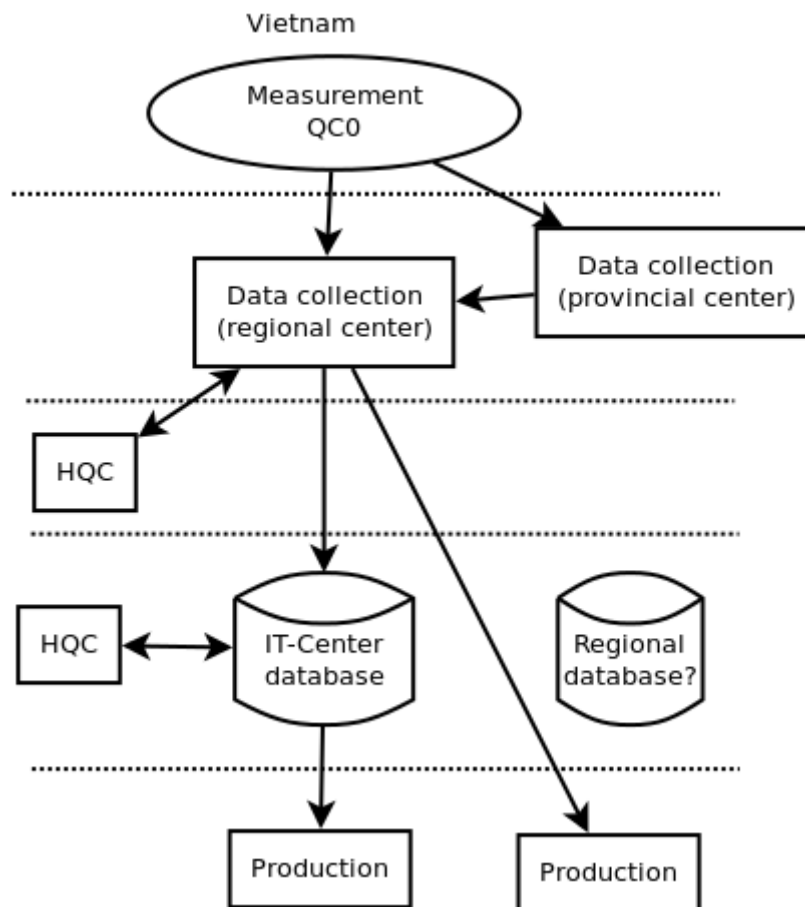 Vietnam
Measurement
QC0
Data collection
(provincial center)
Data collection
(regional center)
HQC
HQC
IT-Center
database
Regional
database?
Production
Production